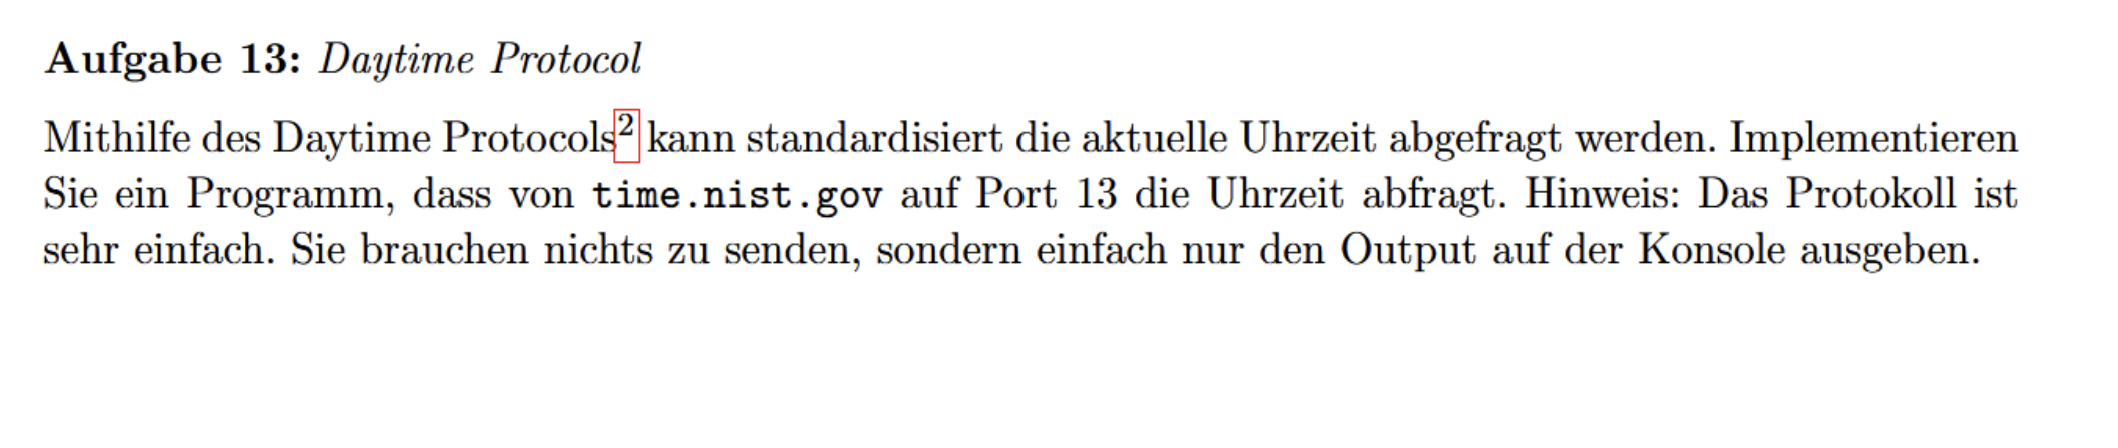 Aufgabe 13: Daytime Protocol
Mithilfe des Daytime Protocols² kann standardisiert die aktuelle Uhrzeit abgefragt werden. Implementieren
Sie ein Programm, dass von time.nist.gov auf Port 13 die Uhrzeit abfragt. Hinweis: Das Protokoll ist
sehr einfach. Sie brauchen nichts zu senden, sondern einfach nur den Output auf der Konsole ausgeben.